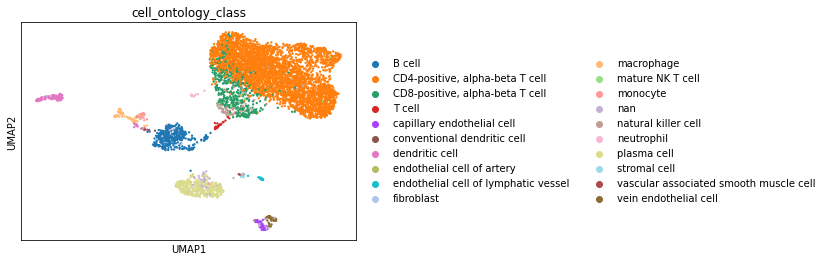 cell_ontology_class
UMAP2
UMAP1
B cell
CD4-positive, alpha-beta T cell
CD8-positive, alpha-beta T cell
T cell
capillary endothelial cell
conventional dendritic cell
dendritic cell
endothelial cell of artery
endothelial cell of lymphatic vessel
fibroblast
macrophage
mature NK T cell
monocyte
nan
natural killer cell
neutrophil
plasma cell
stromal cell
vascular associated smooth muscle cell
vein endothelial cell